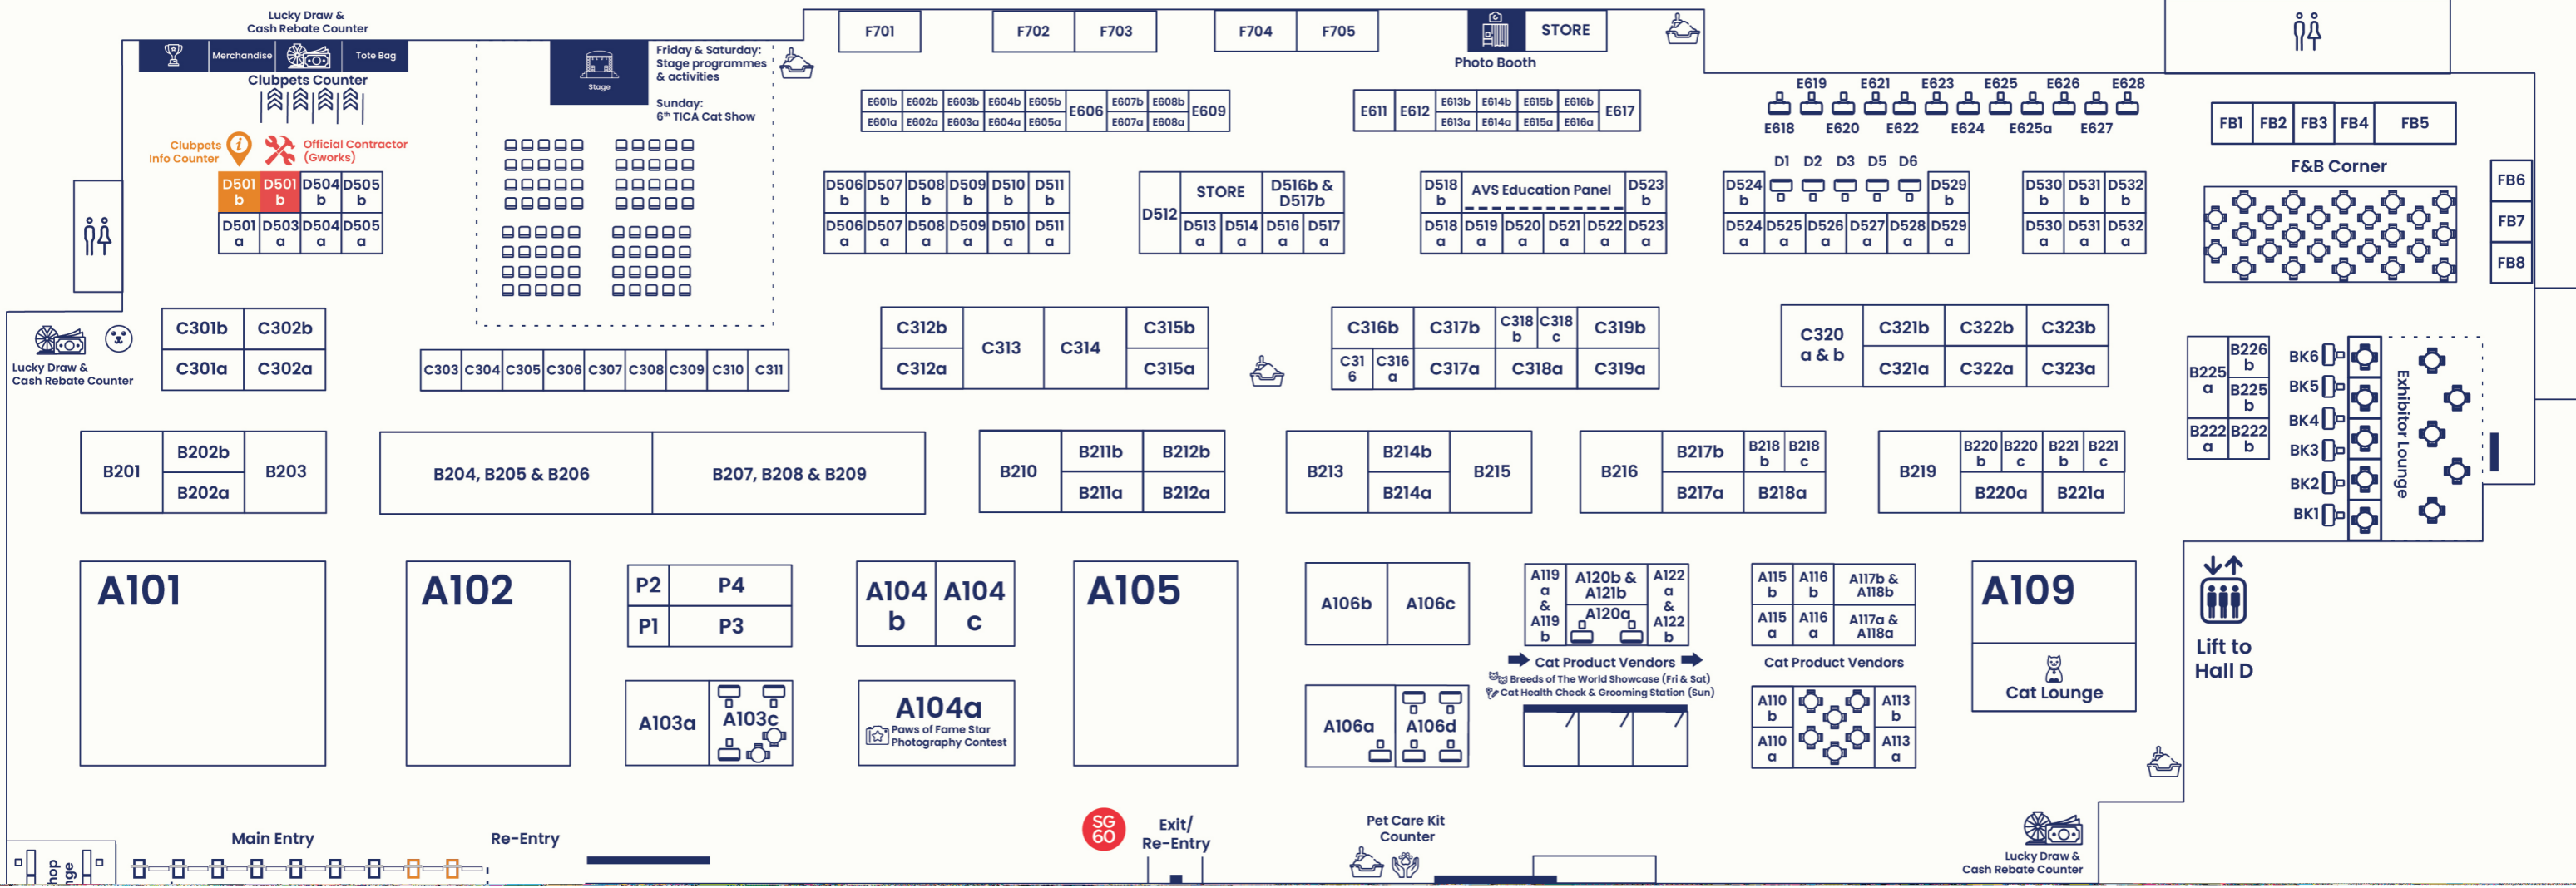 Lucky Draw &
Cash Rebate Counter
Merchandise
Tote Bag
Clubpets Counter
Clubpets
Info Counter
Official Contractor
(Gworks)
D501
b
D501
b
D504
b
D505
b
D501
a
D503
a
D504
a
D505
a
Stage
Friday & Saturday:
Stage programmes
& activities
Sunday:
6th TICA Cat Show
F701
F702
F703
F704
F705
STORE
Photo Booth
E601b
E602b
E603b
E604b
E605b
E606
E607b
E608b
E609
E601a
E602a
E603a
E604a
E605a
E607a
E608a
E611
E612
E613b
E614b
E615b
E616b
E617
E613a
E614a
E615a
E616a
E619
E621
E623
E625
E626
E628
E618
E620
E622
E624
E625a
E627
FB1
FB2
FB3
FB4
FB5
F&B Corner
FB6
FB7
FB8
D506
b
D507
b
D508
b
D509
b
D510
b
D511
b
D506
a
D507
a
D508
a
D509
a
D510
a
D511
a
D512
STORE
D516b &
D517b
D513
a
D514
a
D516
a
D517
a
D518
b
AVS Education Panel
D523
b
D518
a
D519
a
D520
a
D521
a
D522
a
D523
a
D1
D2
D3
D5
D6
D524
b
D529
b
D524
a
D525
a
D526
a
D527
a
D528
a
D529
a
D530
b
D531
b
D532
b
D530
a
D531
a
D532
a
Lucky Draw &
Cash Rebate Counter
C301b
C302b
C301a
C302a
C303
C304
C305
C306
C307
C308
C309
C310
C311
C312b
C313
C314
C315b
C312a
C315a
C316b
C317b
C318
b
C318
c
C319b
C31
6
C316
a
C317a
C318a
C319a
C320
a & b
C321b
C322b
C323b
C321a
C322a
C323a
B225
a
B226
b
B225
b
B222
a
B222
b
BK6
BK5
BK4
BK3
BK2
BK1
Exhibitor Lounge
B201
B202b
B202a
B203
B204, B205 & B206
B207, B208 & B209
B210
B211b
B212b
B211a
B212a
B213
B214b
B214a
B215
B216
B217b
B218
b
B218
c
B217a
B218a
B219
B220
b
B220
c
B221
b
B221
c
B220a
B221a
A101
A102
P2
P4
P1
P3
A103a
A103c
A104
b
A104
c
A104a
Paws of Fame Star
Photography Contest
A105
A106b
A106c
A106a
A106d
A119
a
&
A119
b
A120b &
A121b
A120a
A122
a
&
A122
b
Cat Product Vendors
Breeds of The World Showcase (Fri & Sat)
Cat Health Check & Grooming Station (Sun)
A115
b
A116
b
A117b &
A118b
A115
a
A116
a
A117a &
A118a
Cat Product Vendors
A110
b
A113
b
A110
a
A113
a
A109
Cat Lounge
Lift to
Hall D
Main Entry
Re-Entry
SG
60
Exit/
Re-Entry
Pet Care Kit
Counter
Lucky Draw &
Cash Rebate Counter